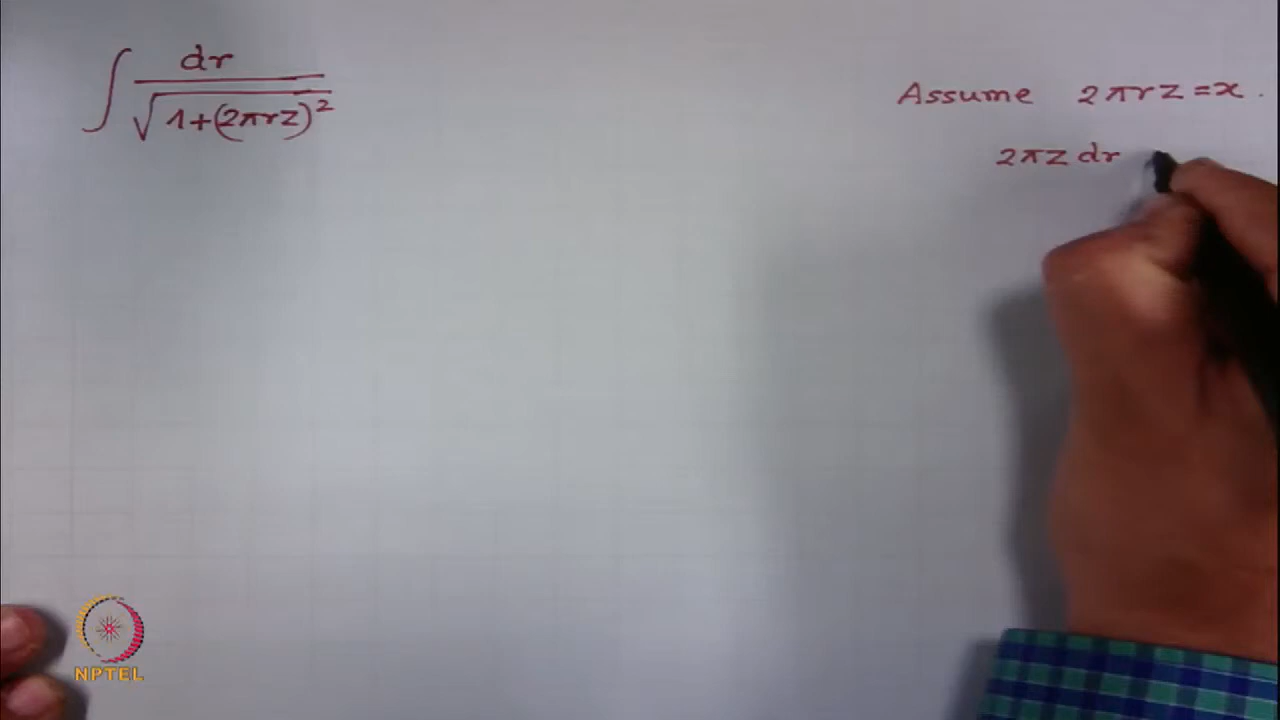 ∫ dr / √(1+(2πrz)²)
Assume 2πrz = x .
2πz dr
NPTEL